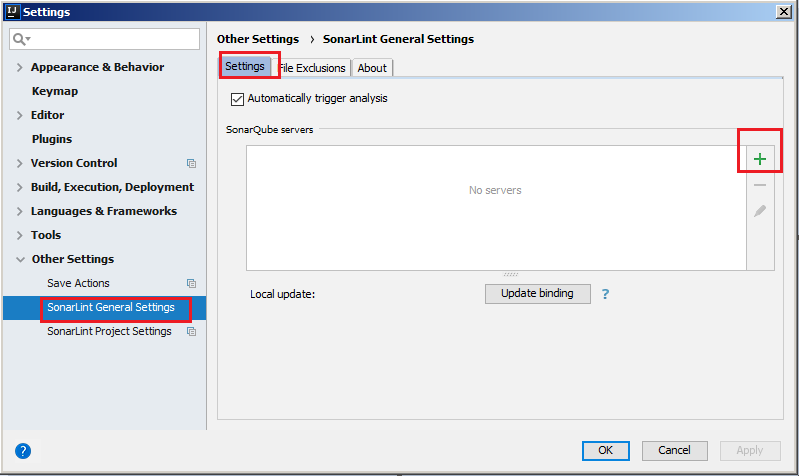 Settings
Other Settings > SonarLint General Settings
Appearance & Behavior
Keymap
Editor
Plugins
Version Control
Build, Execution, Deployment
Languages & Frameworks
Tools
Other Settings
Save Actions
SonarLint General Settings
SonarLint Project Settings
Settings
File Exclusions
About
Automatically trigger analysis
SonarQube servers
No servers
Local update:
Update binding
?
?
OK
Cancel
Apply